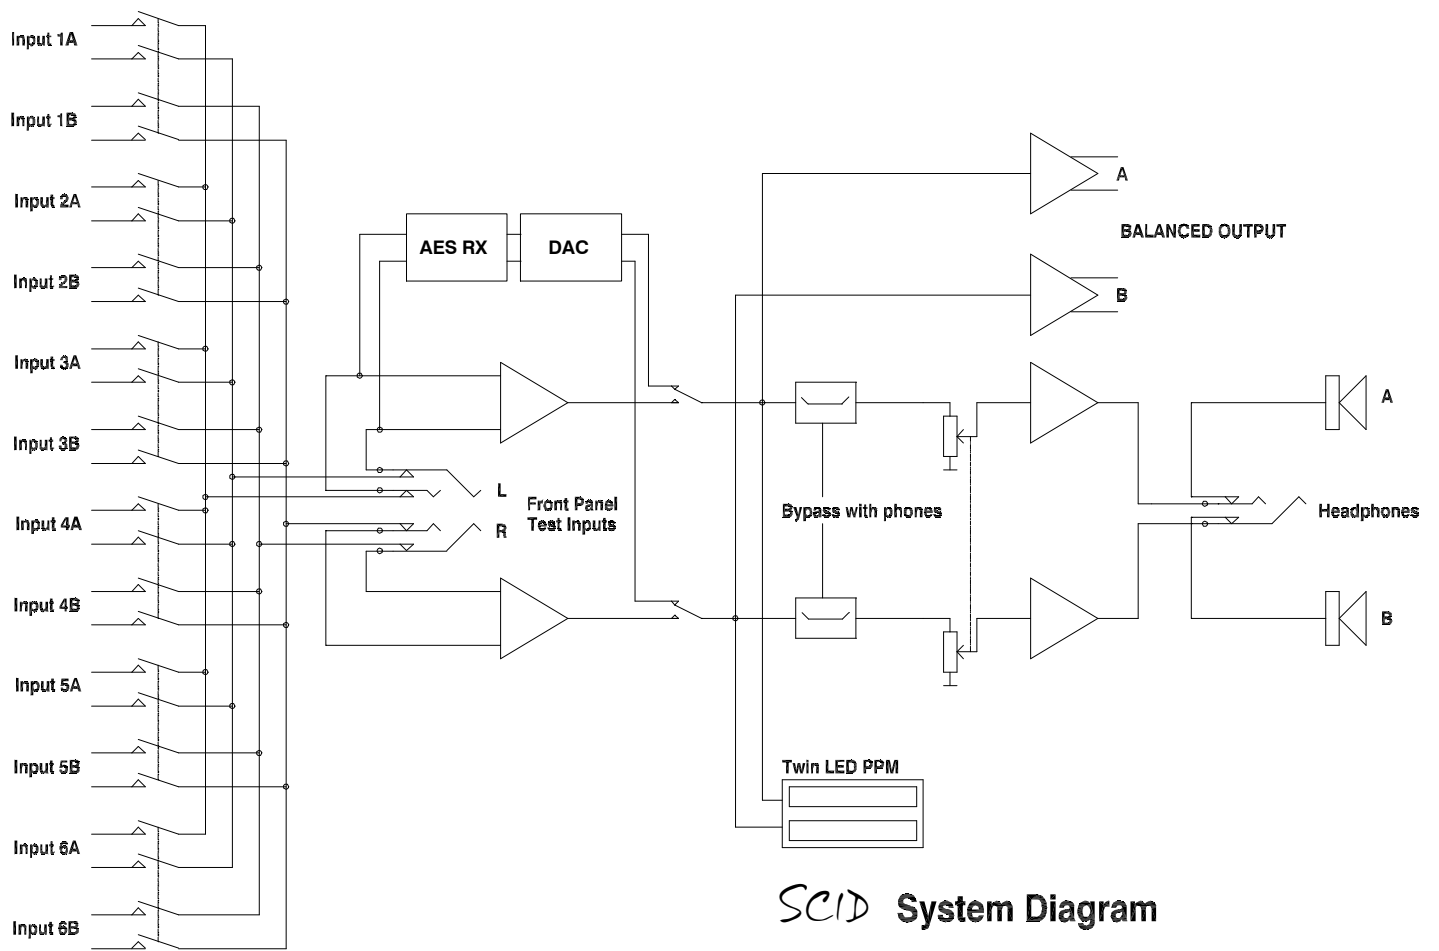 Input 1A
Input 1B
Input 2A
Input 2B
Input 3A
Input 3B
Input 4A
Input 4B
Input 5A
Input 5B
Input 6A
Input 6B
AES RX
DAC
L
R
Front Panel
Test Inputs
Bypass with phones
A
BALANCED OUTPUT
B
A
Headphones
B
Twin LED PPM
SCID System Diagram